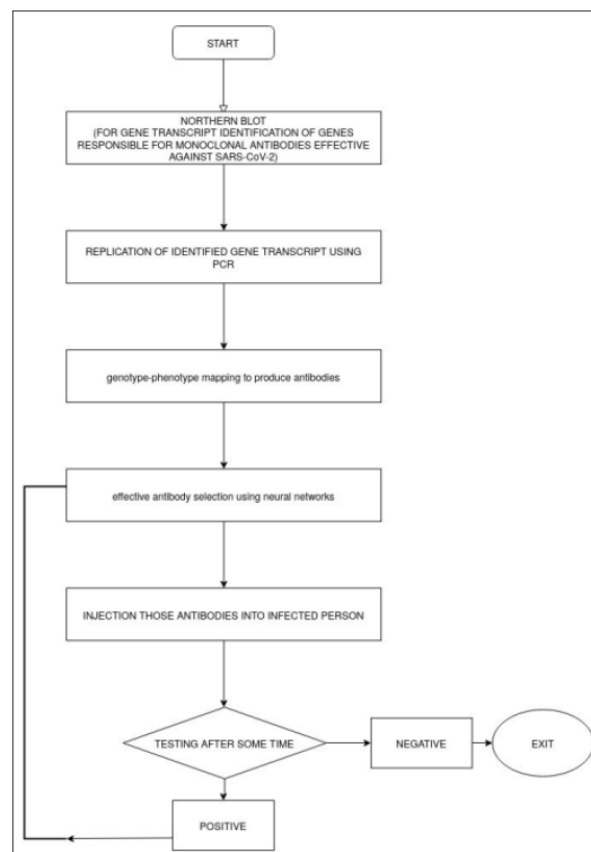 START
NORTHERN BLOT
(FOR GENE TRANSCRIPT IDENTIFICATION OF GENES
RESPONSIBLE FOR MONOCLONAL ANTIBODIES EFFECTIVE
AGAINST SARS-CoV-2)
REPLICATION OF IDENTIFIED GENE TRANSCRIPT USING
PCR
genotype-phenotype mapping to produce antibodies
effective antibody selection using neural networks
INJECTION THOSE ANTIBODIES INTO INFECTED PERSON
TESTING AFTER SOME TIME
NEGATIVE
EXIT
POSITIVE